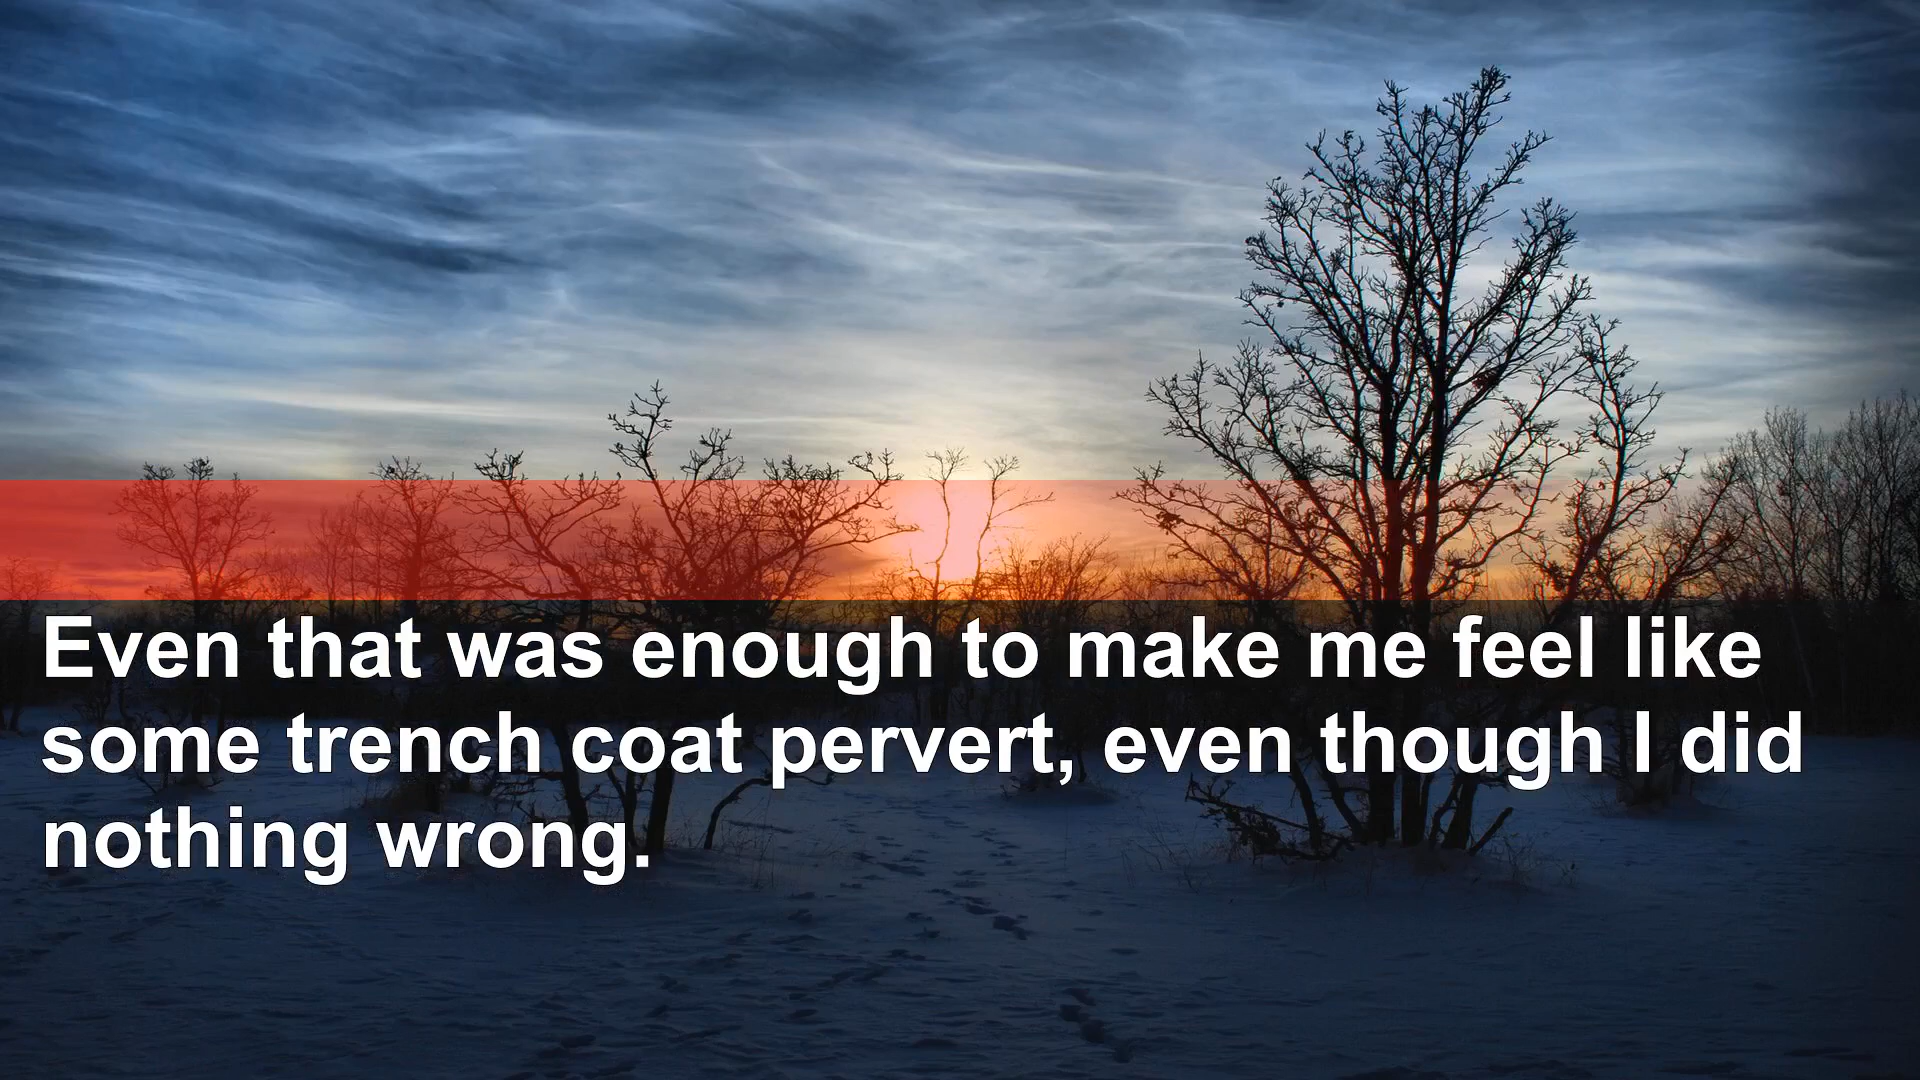 Even that was enough to make me feel like
some trench coat pervert, even though I did
nothing wrong.